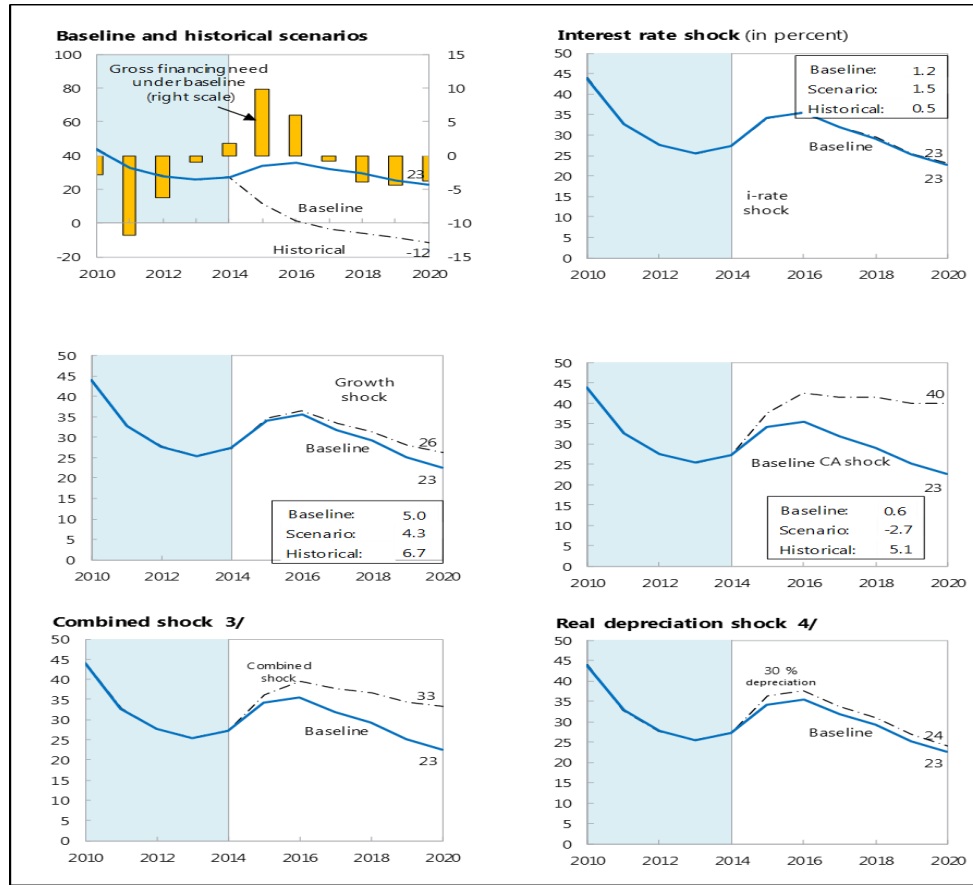 Baseline and historical scenarios
100
80
60
40
20
0
-20
15
10
5
0
-5
-10
-15
Gross financing need
under baseline
(right scale)
23
Baseline
Historical
-12
2010 2012 2014 2016 2018 2020
Interest rate shock (in percent)
50
45
40
35
30
25
20
15
10
5
0
Baseline: 1.2
Scenario: 1.5
Historical: 0.5
Baseline
23
23
i-rate
shock
2010 2012 2014 2016 2018 2020
50
45
40
35
30
25
20
15
10
5
0
Growth
shock
26
Baseline
23
Baseline: 5.0
Scenario: 4.3
Historical: 6.7
2010 2012 2014 2016 2018 2020
50
45
40
35
30
25
20
15
10
5
0
40
Baseline CA shock
23
Baseline: 0.6
Scenario: -2.7
Historical: 5.1
2010 2012 2014 2016 2018 2020
Combined shock 3/
50
45
40
35
30
25
20
15
10
5
0
Combined
shock
33
Baseline
23
2010 2012 2014 2016 2018 2020
Real depreciation shock 4/
50
45
40
35
30
25
20
15
10
5
0
30 %
depreciation
24
Baseline
23
2010 2012 2014 2016 2018 2020